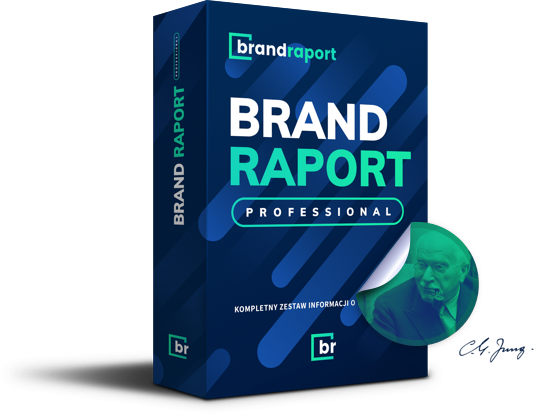 brandraport
BRAND
RAPORT
PROFESSIONAL
KOMPLETNY ZESTAW INFORMACJI O
br
BRAND RAPORT
br
C.G. Jung.